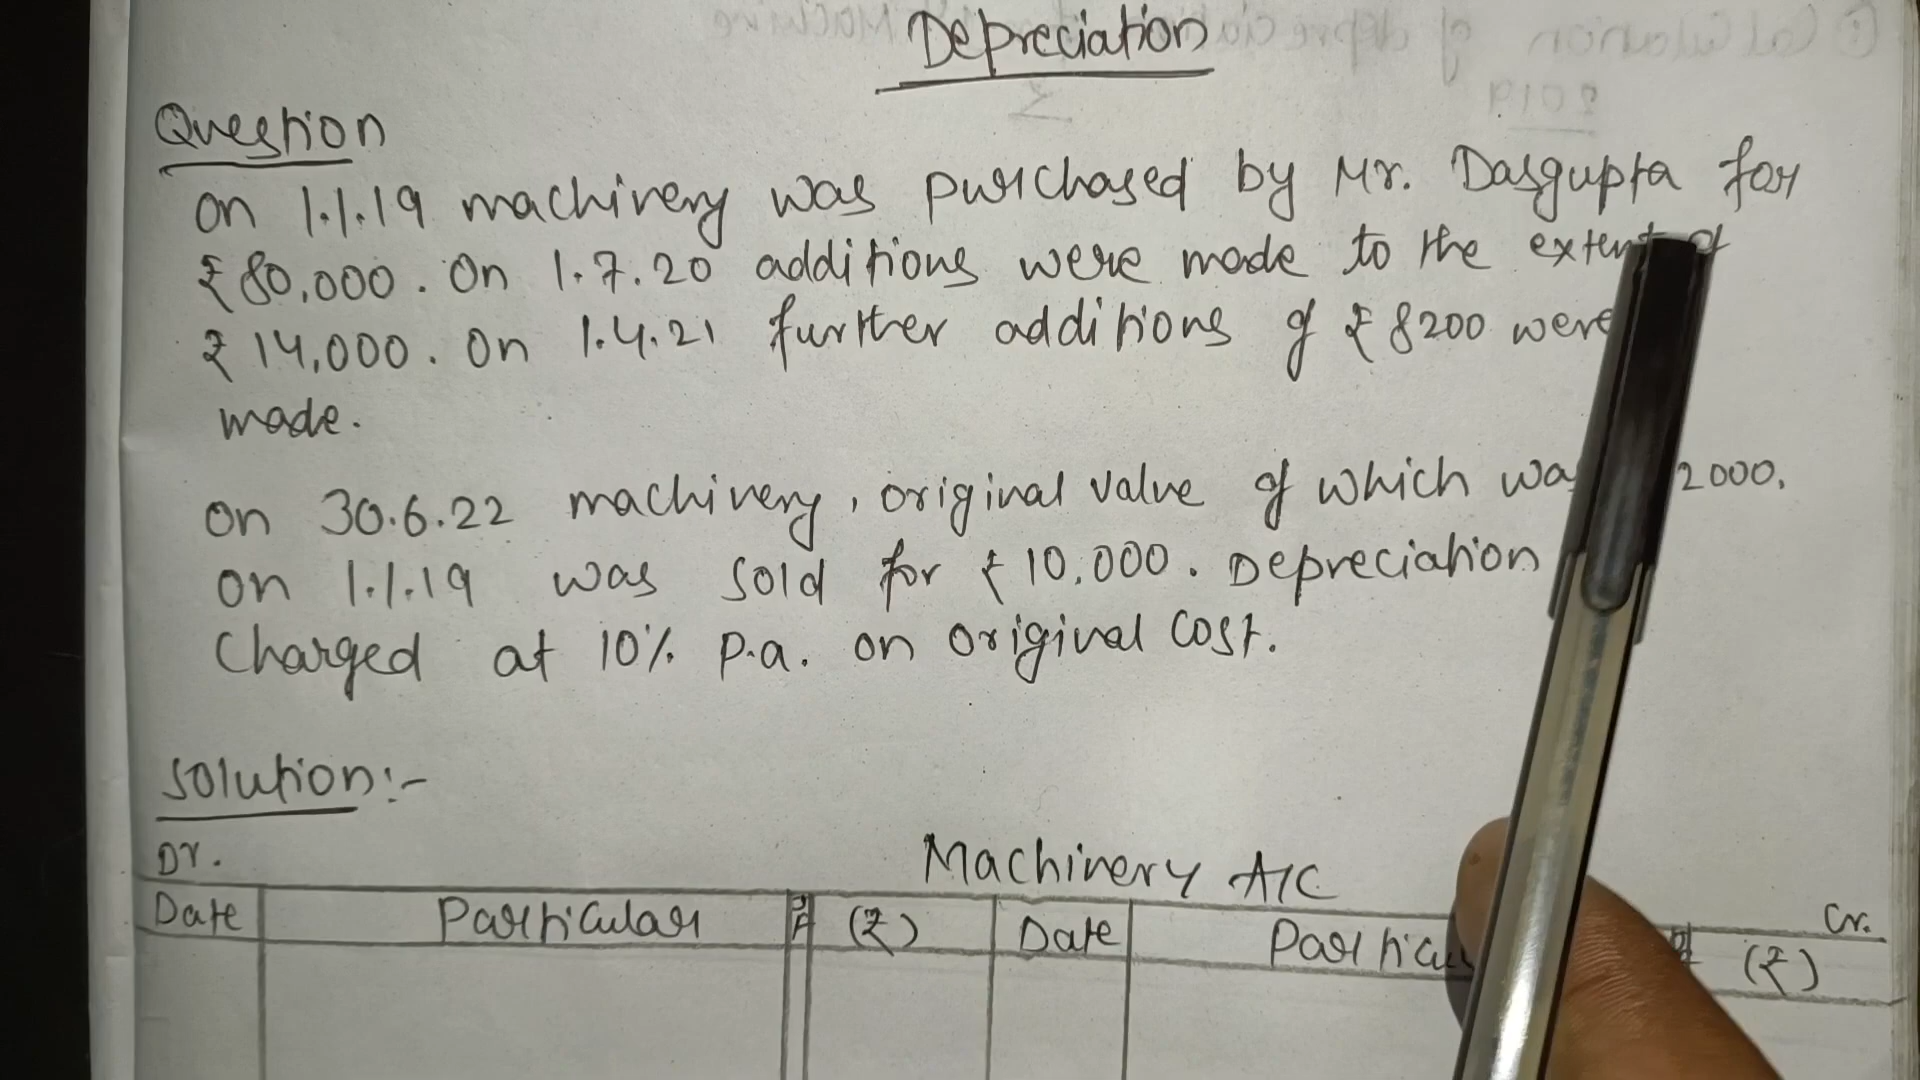 Depreciation
Question
On 1.1.19 machinery was purchased by Mr. Dasgupta for
₹80,000. On 1.7.20 additions were made to the extent of
₹14,000. On 1.4.21 further additions of ₹8200 were
made.
On 30.6.22 machinery, original value of which wa 2000.
on 1.1.19 was sold for ₹10,000. Depreciation
charged at 10% p.a. on original cost.
Solution:-
Dr. Machinery A/C Cr.
Date Particular JF (₹) Date Particu (₹)